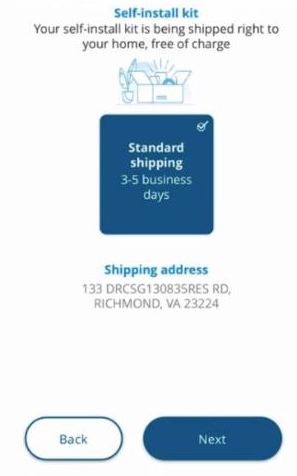 Self-install kit
Your self-install kit is being shipped right to
your home, free of charge
Standard
shipping
3-5 business
days
Shipping address
133 DRCSG130835RES RD,
RICHMOND, VA 23224
Back
Next